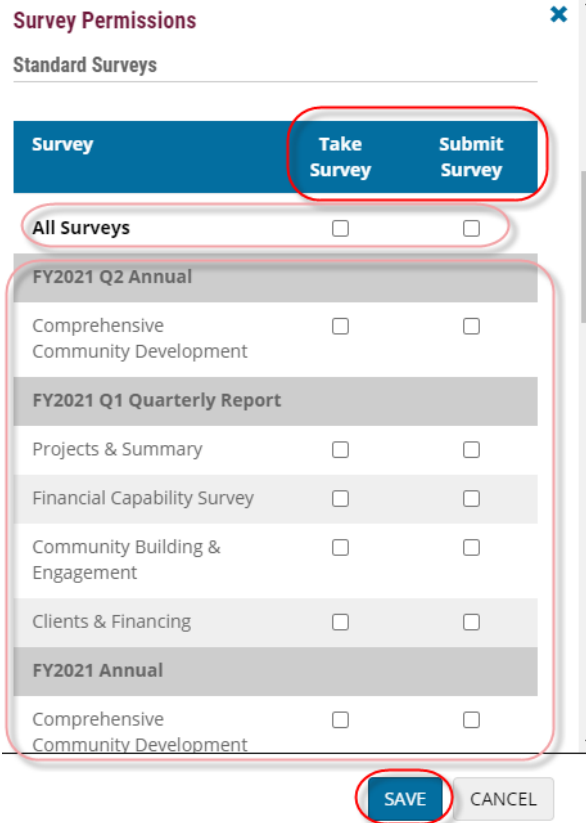 Survey Permissions
Standard Surveys
Survey Take Survey Submit Survey
All Surveys
FY2021 Q2 Annual
Comprehensive
Community Development
FY2021 Q1 Quarterly Report
Projects & Summary
Financial Capability Survey
Community Building &
Engagement
Clients & Financing
FY2021 Annual
Comprehensive
Community Development
SAVE CANCEL